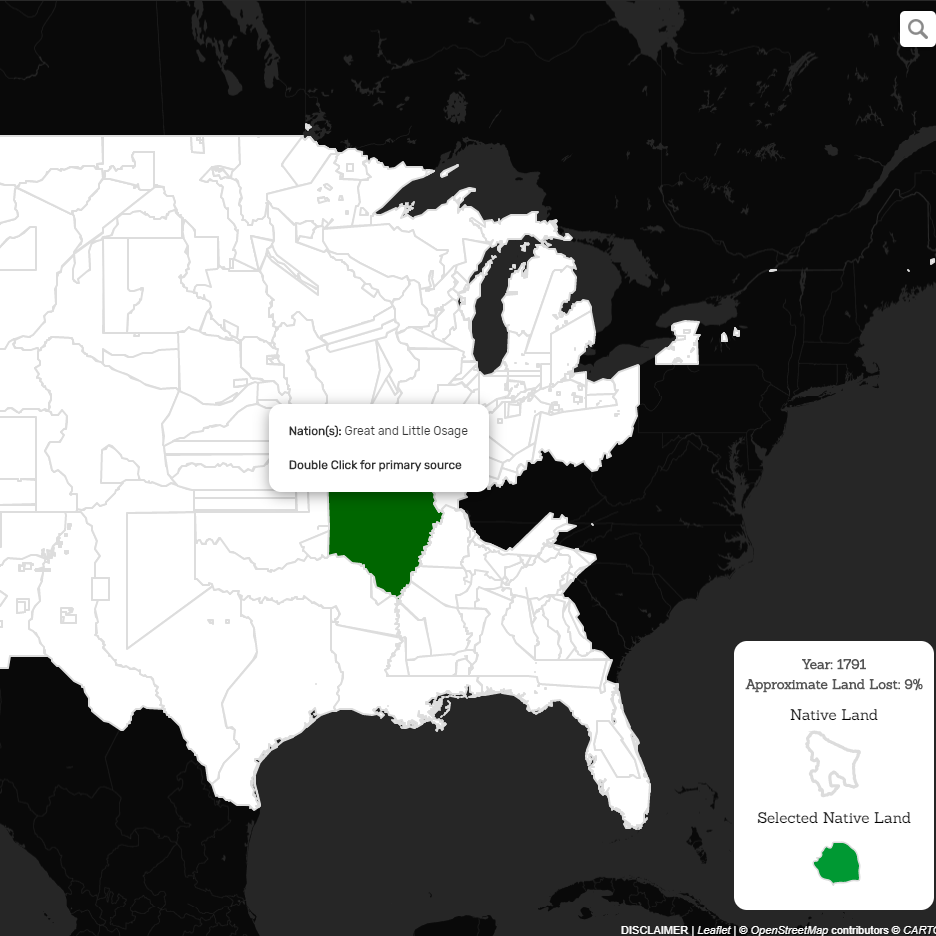 Nation(s): Great and Little Osage
Double Click for primary source
Year: 1791
Approximate Land Lost: 9%
Native Land
Selected Native Land
DISCLAIMER | Leaflet | © OpenStreetMap contributors © CARTO